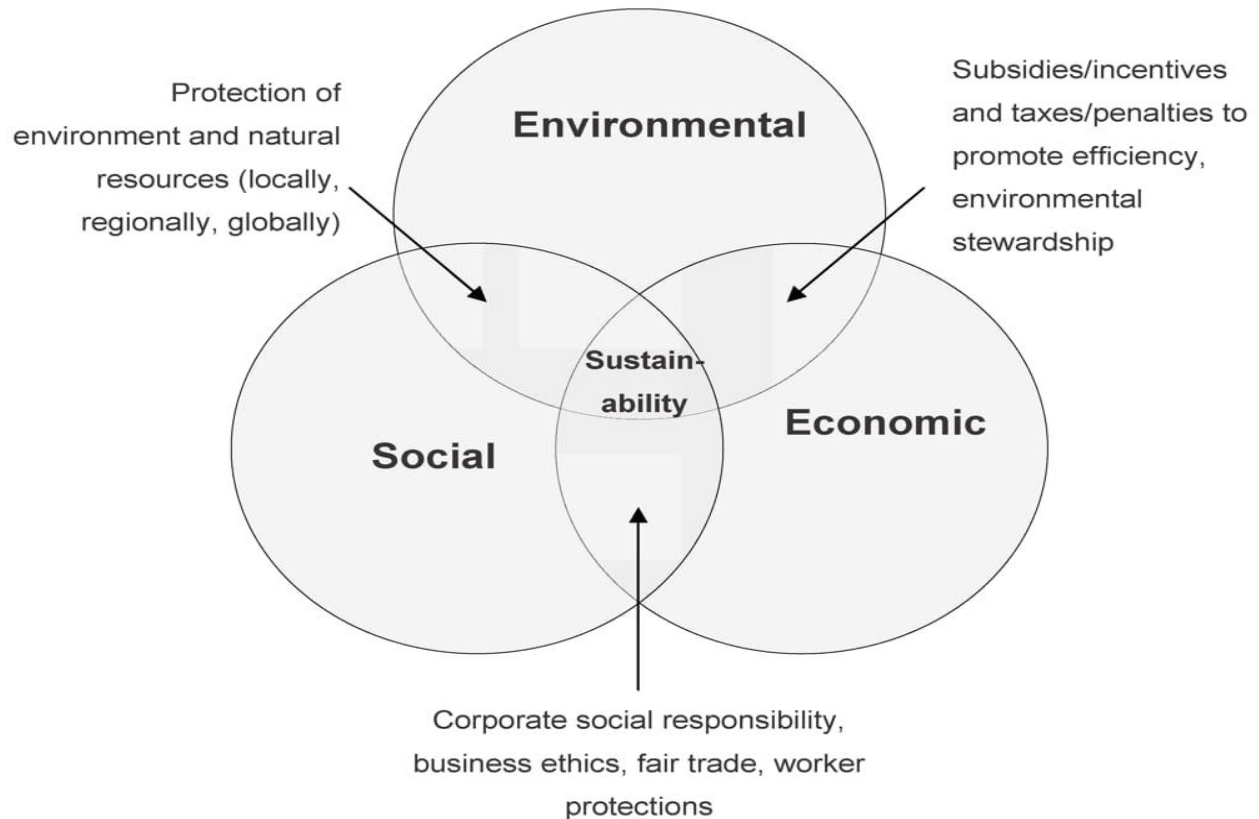 Protection of
environment and natural
resources (locally,
regionally, globally)
Environmental
Subsidies/incentives
and taxes/penalties to
promote efficiency,
environmental
stewardship
Sustain-
ability
Social
Economic
Corporate social responsibility,
business ethics, fair trade, worker
protections